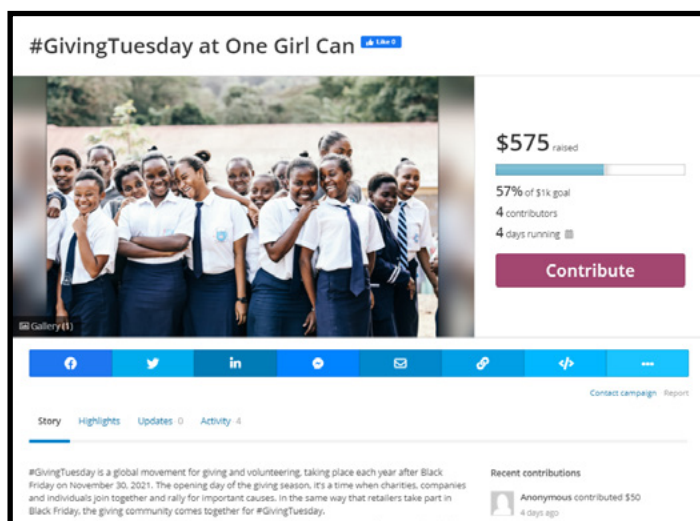 #GivingTuesday at One Girl Can Like 0
$575 raised
57% of $1k goal
4 contributors
4 days running
Contribute
Gallery (1)
Contact campaign Report
Story Highlights Updates 0 Activity 4
#GivingTuesday is a global movement for giving and volunteering, taking place each year after Black
Friday on November 30, 2021. The opening day of the giving season, it's a time when charities, companies
and individuals join together and rally for important causes. In the same way that retailers take part in
Black Friday, the giving community comes together for #GivingTuesday.
Recent contributions
Anonymous contributed $50
4 days ago